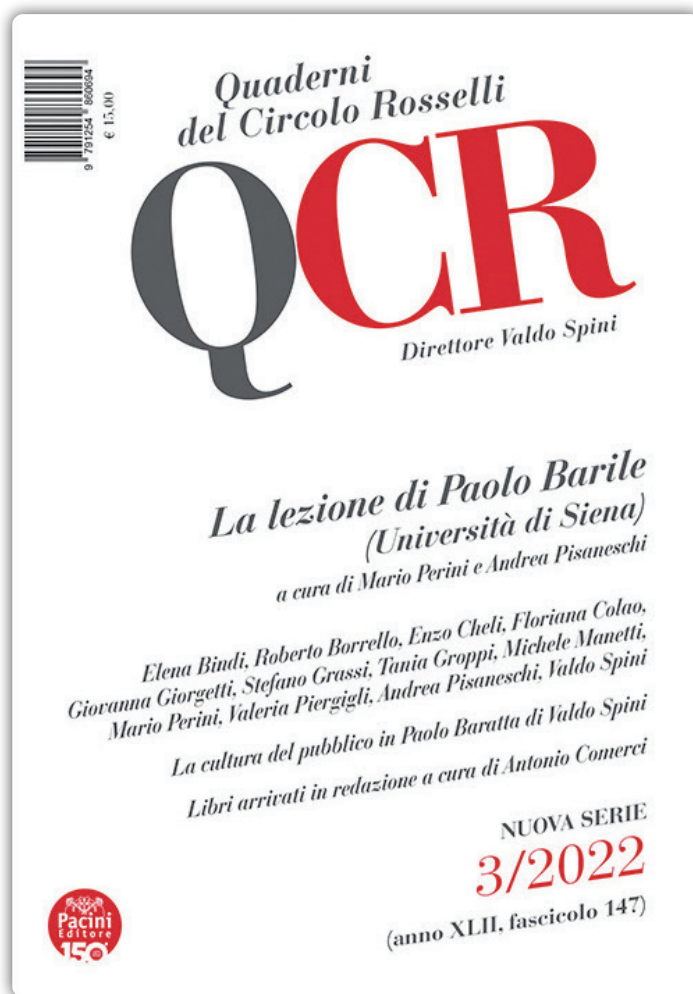 9 791254 860694
€ 15,00
Quaderni
del Circolo Rosselli
QCR
Direttore Valdo Spini
La lezione di Paolo Barile
(Università di Siena)
a cura di Mario Perini e Andrea Pisaneschi
Elena Bindi, Roberto Borrello, Enzo Cheli, Floriana Colao,
Giovanna Giorgetti, Stefano Grassi, Tania Groppi, Michele Manetti,
Mario Perini, Valeria Piergigli, Andrea Pisaneschi, Valdo Spini
La cultura del pubblico in Paolo Baratta di Valdo Spini
Libri arrivati in redazione a cura di Antonio Comerci
NUOVA SERIE
3/2022
(anno XLII, fascicolo 147)
Pacini
Editore
150